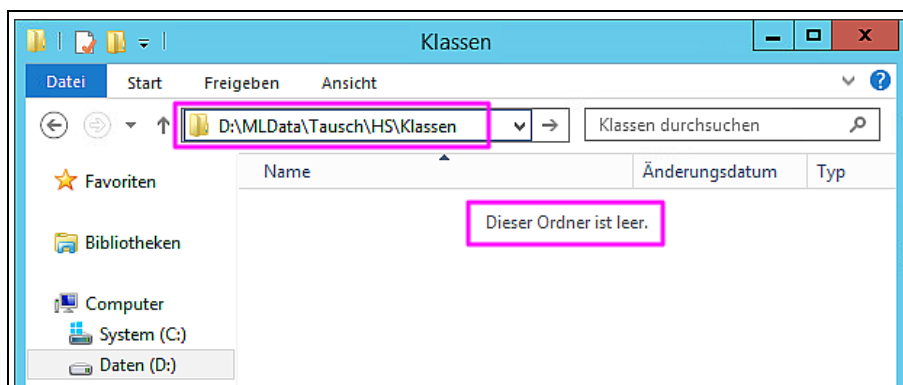 Klassen
Datei Start Freigeben Ansicht
D:\MLData\Tausch\HS\Klassen Klassen durchsuchen
Name Änderungsdatum Typ
Favoriten
Dieser Ordner ist leer.
Bibliotheken
Computer
System (C:)
Daten (D:)